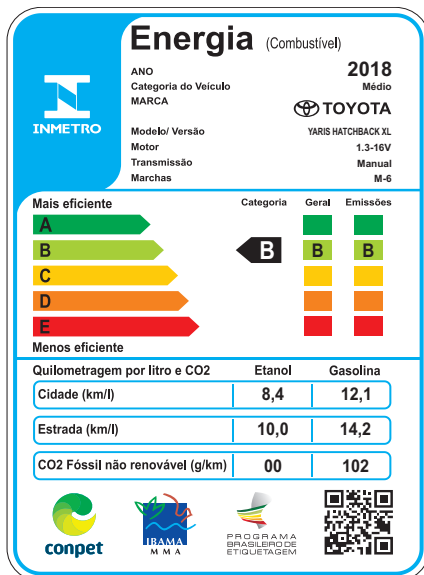 Energia (Combustível)
ANO 2018
Categoria do Veículo Médio
MARCA TOYOTA
INMETRO
Modelo/ Versão YARIS HATCHBACK XL
Motor 1.3-16V
Transmissão Manual
Marchas M-6
Mais eficiente Categoria Geral Emissões
A
B B B B
C
D
E
Menos eficiente
Quilometragem por litro e CO2 Etanol Gasolina
Cidade (km/l) 8,4 12,1
Estrada (km/l) 10,0 14,2
CO2 Fóssil não renovável (g/km) 00 102
conpet
IBAMA
MMA
PROGRAMA
BRASILEIRO DE
ETIQUETAGEM